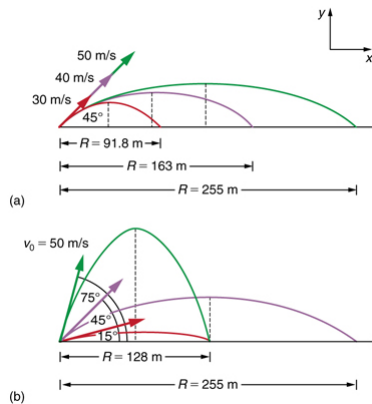 y
x
50 m/s
40 m/s
30 m/s
45°
R = 91.8 m
R = 163 m
R = 255 m
(a)
v₀ = 50 m/s
75°
45°
15°
R = 128 m
R = 255 m
(b)